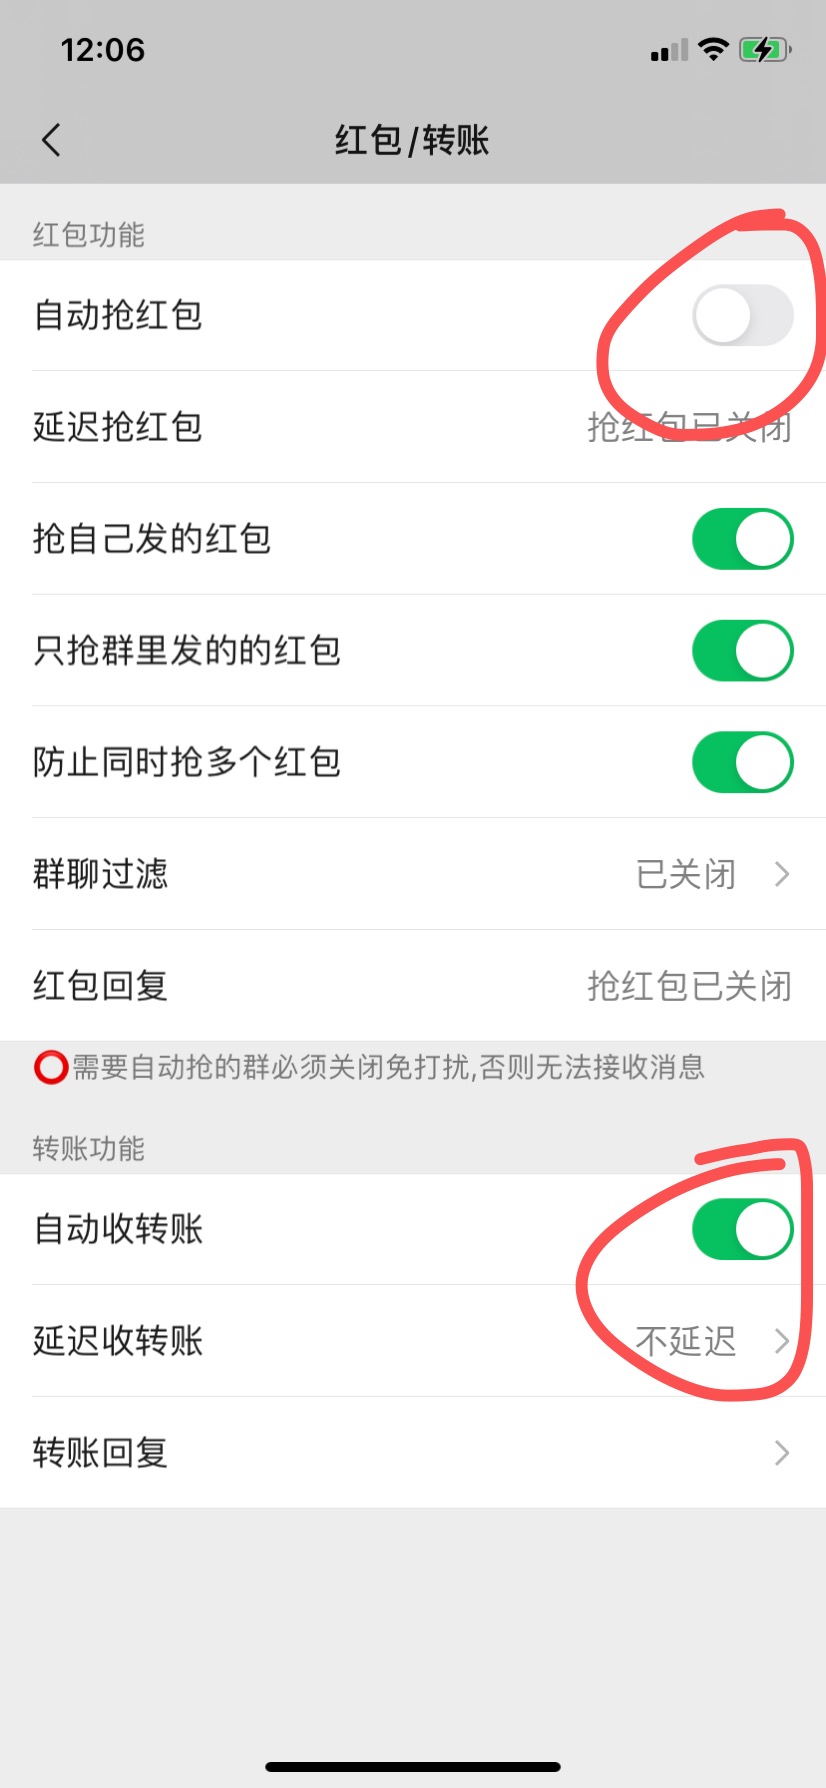 12:06
红包/转账
红包功能
自动抢红包
延迟抢红包 抢红包已关闭
抢自己发的红包
只抢群里发的的红包
防止同时抢多个红包
群聊过滤 已关闭
红包回复 抢红包已关闭
需要自动抢的群必须关闭免打扰,否则无法接收消息
转账功能
自动收转账
延迟收转账 不延迟
转账回复